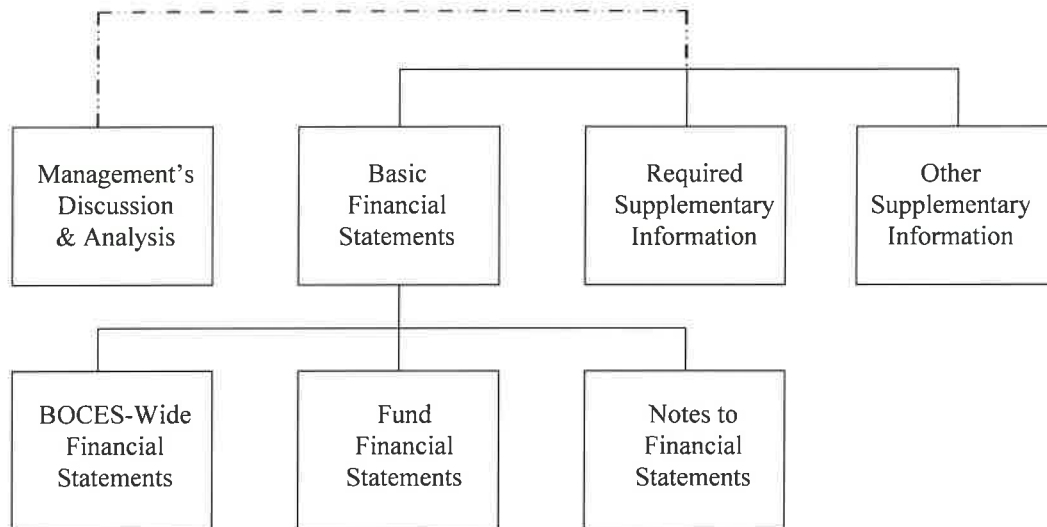 Management's
Discussion
& Analysis
Basic
Financial
Statements
Required
Supplementary
Information
Other
Supplementary
Information
BOCES-Wide
Financial
Statements
Fund
Financial
Statements
Notes to
Financial
Statements